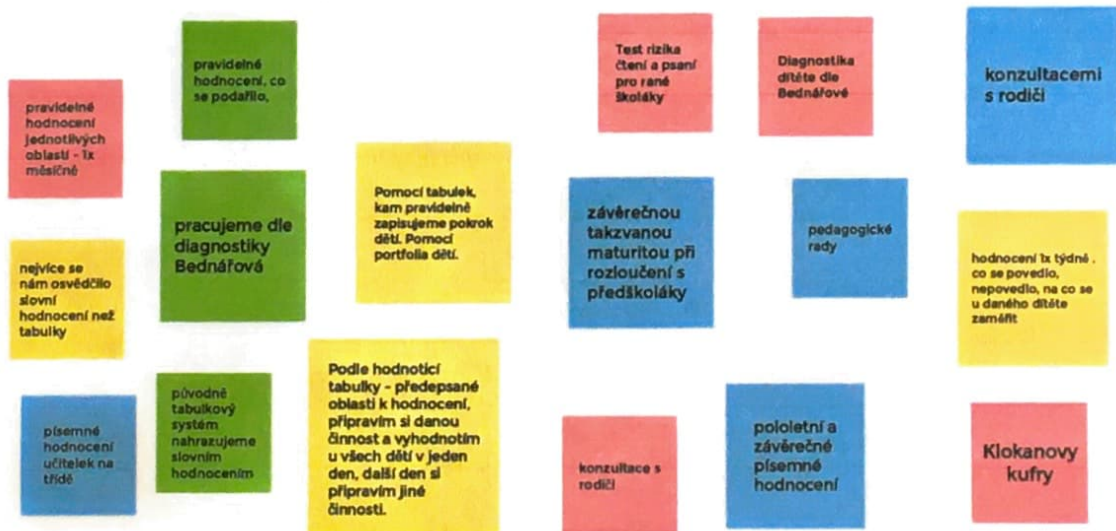 pravidelné
hodnocení
jednotlivých
oblastí - 1x
měsíčně
pravidelné
hodnocení, co
se podařilo,
nejvíce se
nám osvědčilo
slovní
hodnocení než
tabulky
pracujeme dle
diagnostiky
Bednářová
Pomocí tabulek,
kam pravidelně
zapisujeme pokrok
dětí. Pomocí
portfolia dětí.
písemné
hodnocení
učitelek na
třídě
původně
tabulkový
systém
nahrazujeme
slovním
hodnocením
Podle hodnotící
tabulky - předepsané
oblasti k hodnocení,
připravím si danou
činnost a vyhodnotím
u všech dětí v jeden
den, další den si
připravím jiné
činnosti.
Test rizika
čtení a psaní
pro rané
školáky
Diagnostika
dítěte dle
Bednářové
konzultacemi
s rodiči
závěrečnou
takzvanou
maturitou při
rozloučení s
předškoláky
pedagogické
rady
hodnocení 1x týdně .
co se povedlo,
nepovedlo, na co se
u daného dítěte
zaměřit
konzultace s
rodiči
pololetní a
závěrečné
písemné
hodnocení
Klokanovy
kufry